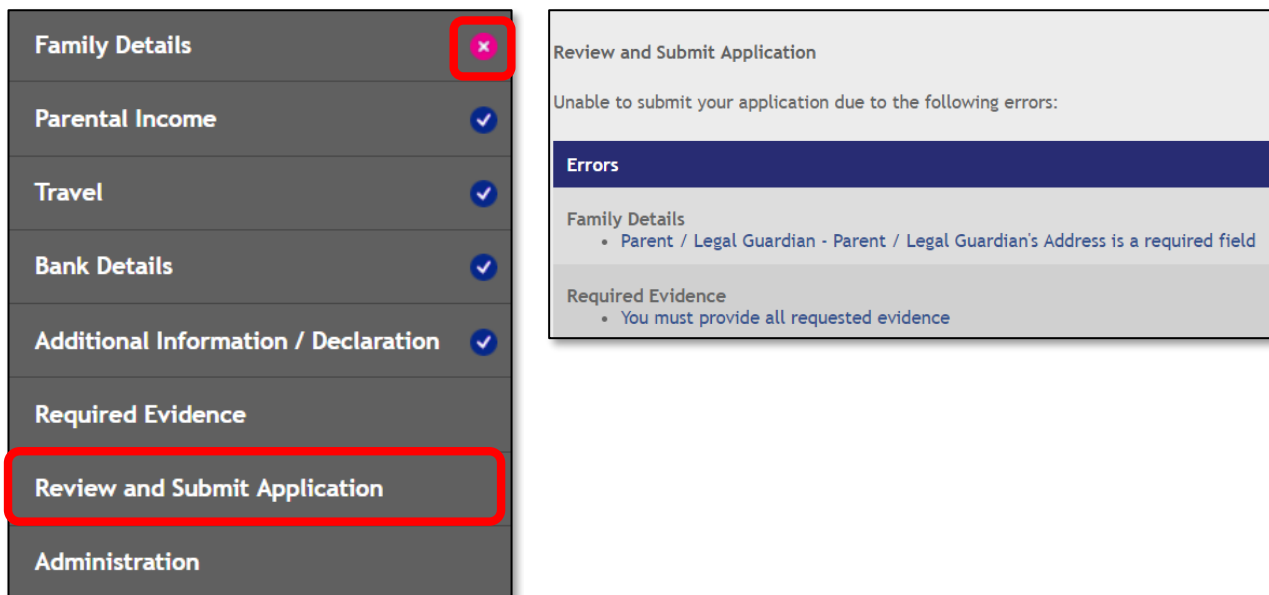 Family Details
Parental Income
Travel
Bank Details
Additional Information / Declaration
Required Evidence
Review and Submit Application
Administration
Review and Submit Application
Unable to submit your application due to the following errors:
Errors
Family Details
• Parent / Legal Guardian - Parent / Legal Guardian's Address is a required field
Required Evidence
• You must provide all requested evidence